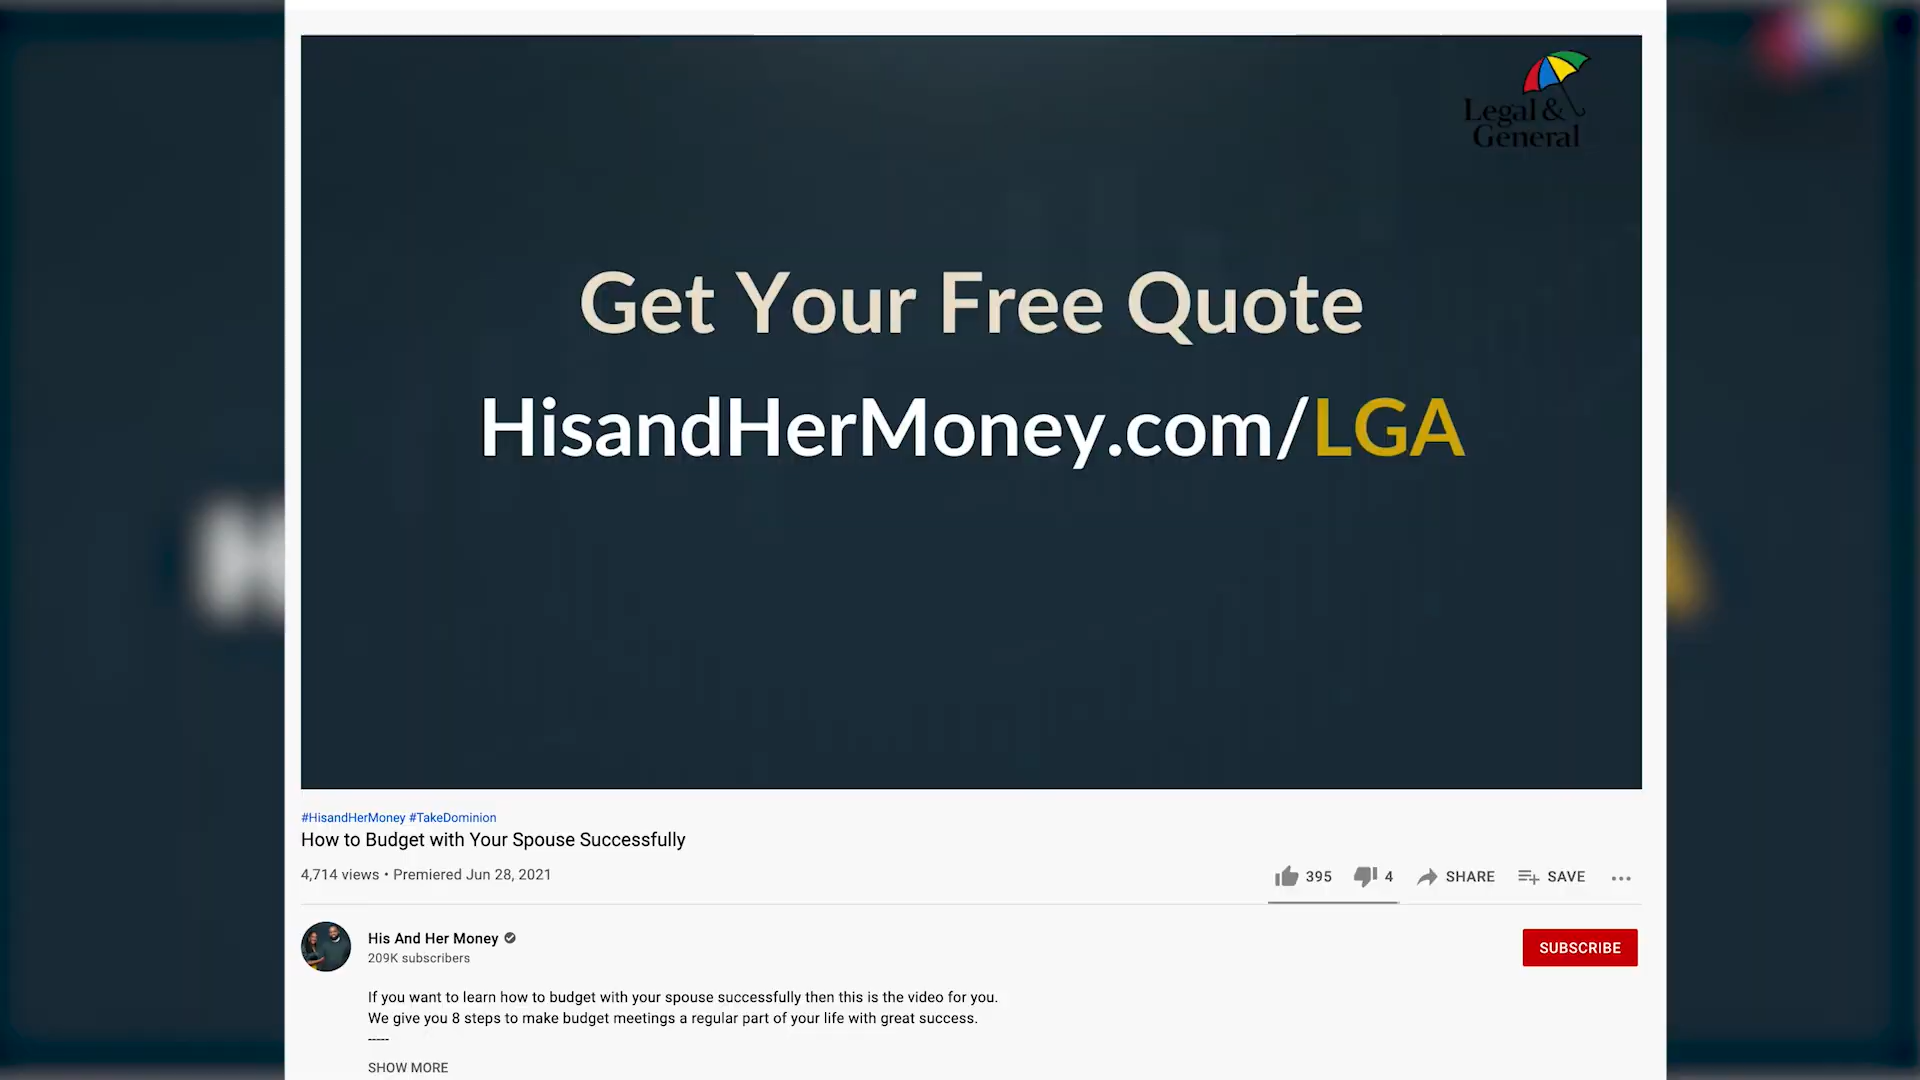 Legal &
General
Get Your Free Quote
HisandHerMoney.com/LGA
#HisandHerMoney #TakeDominion
How to Budget with Your Spouse Successfully
4,714 views • Premiered Jun 28, 2021
395
4
SHARE
SAVE
His And Her Money
209K subscribers
SUBSCRIBE
If you want to learn how to budget with your spouse successfully then this is the video for you.
We give you 8 steps to make budget meetings a regular part of your life with great success.
-----
SHOW MORE